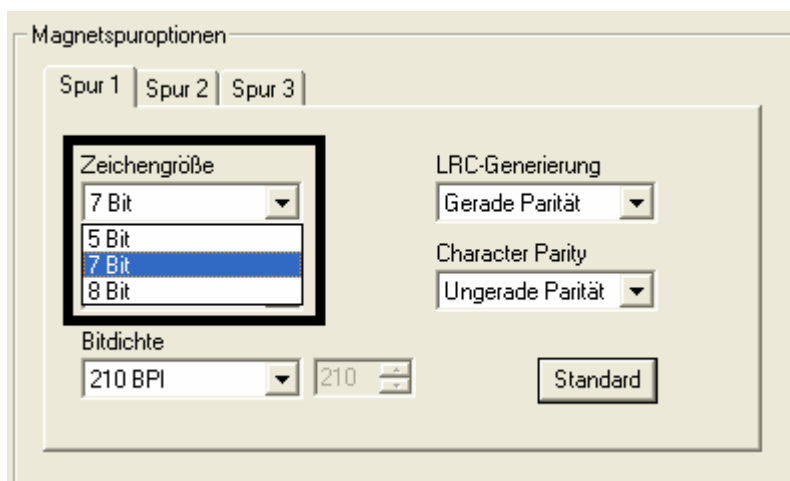 Magnetspuroptionen
Spur 1 Spur 2 Spur 3
Zeichengröße
7 Bit
5 Bit
7 Bit
8 Bit
LRC-Generierung
Gerade Parität
Character Parity
Ungerade Parität
Bitdichte
210 BPI 210
Standard